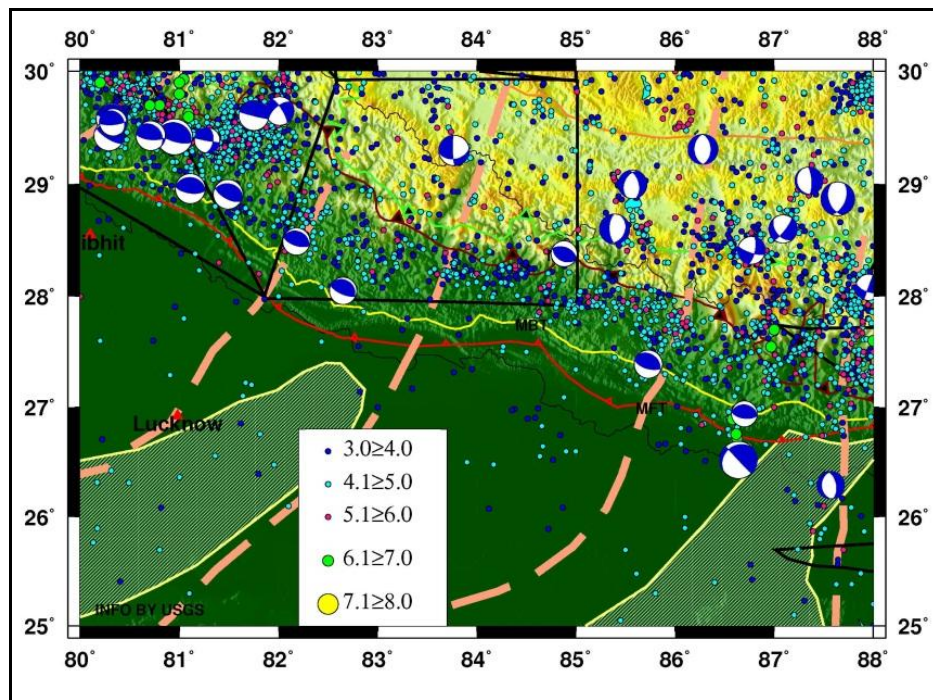 80 81 82 83 84 85 86 87 88
30° 30°
29° 29°
ibhit
28° 28°
MBT
27° 27°
MFT
Lucknow
3.0≥4.0
4.1≥5.0
26° 26°
5.1≥6.0
6.1≥7.0
7.1≥8.0
INFO BY USGS
25° 25°
80 81 82 83 84 85 86 87 88